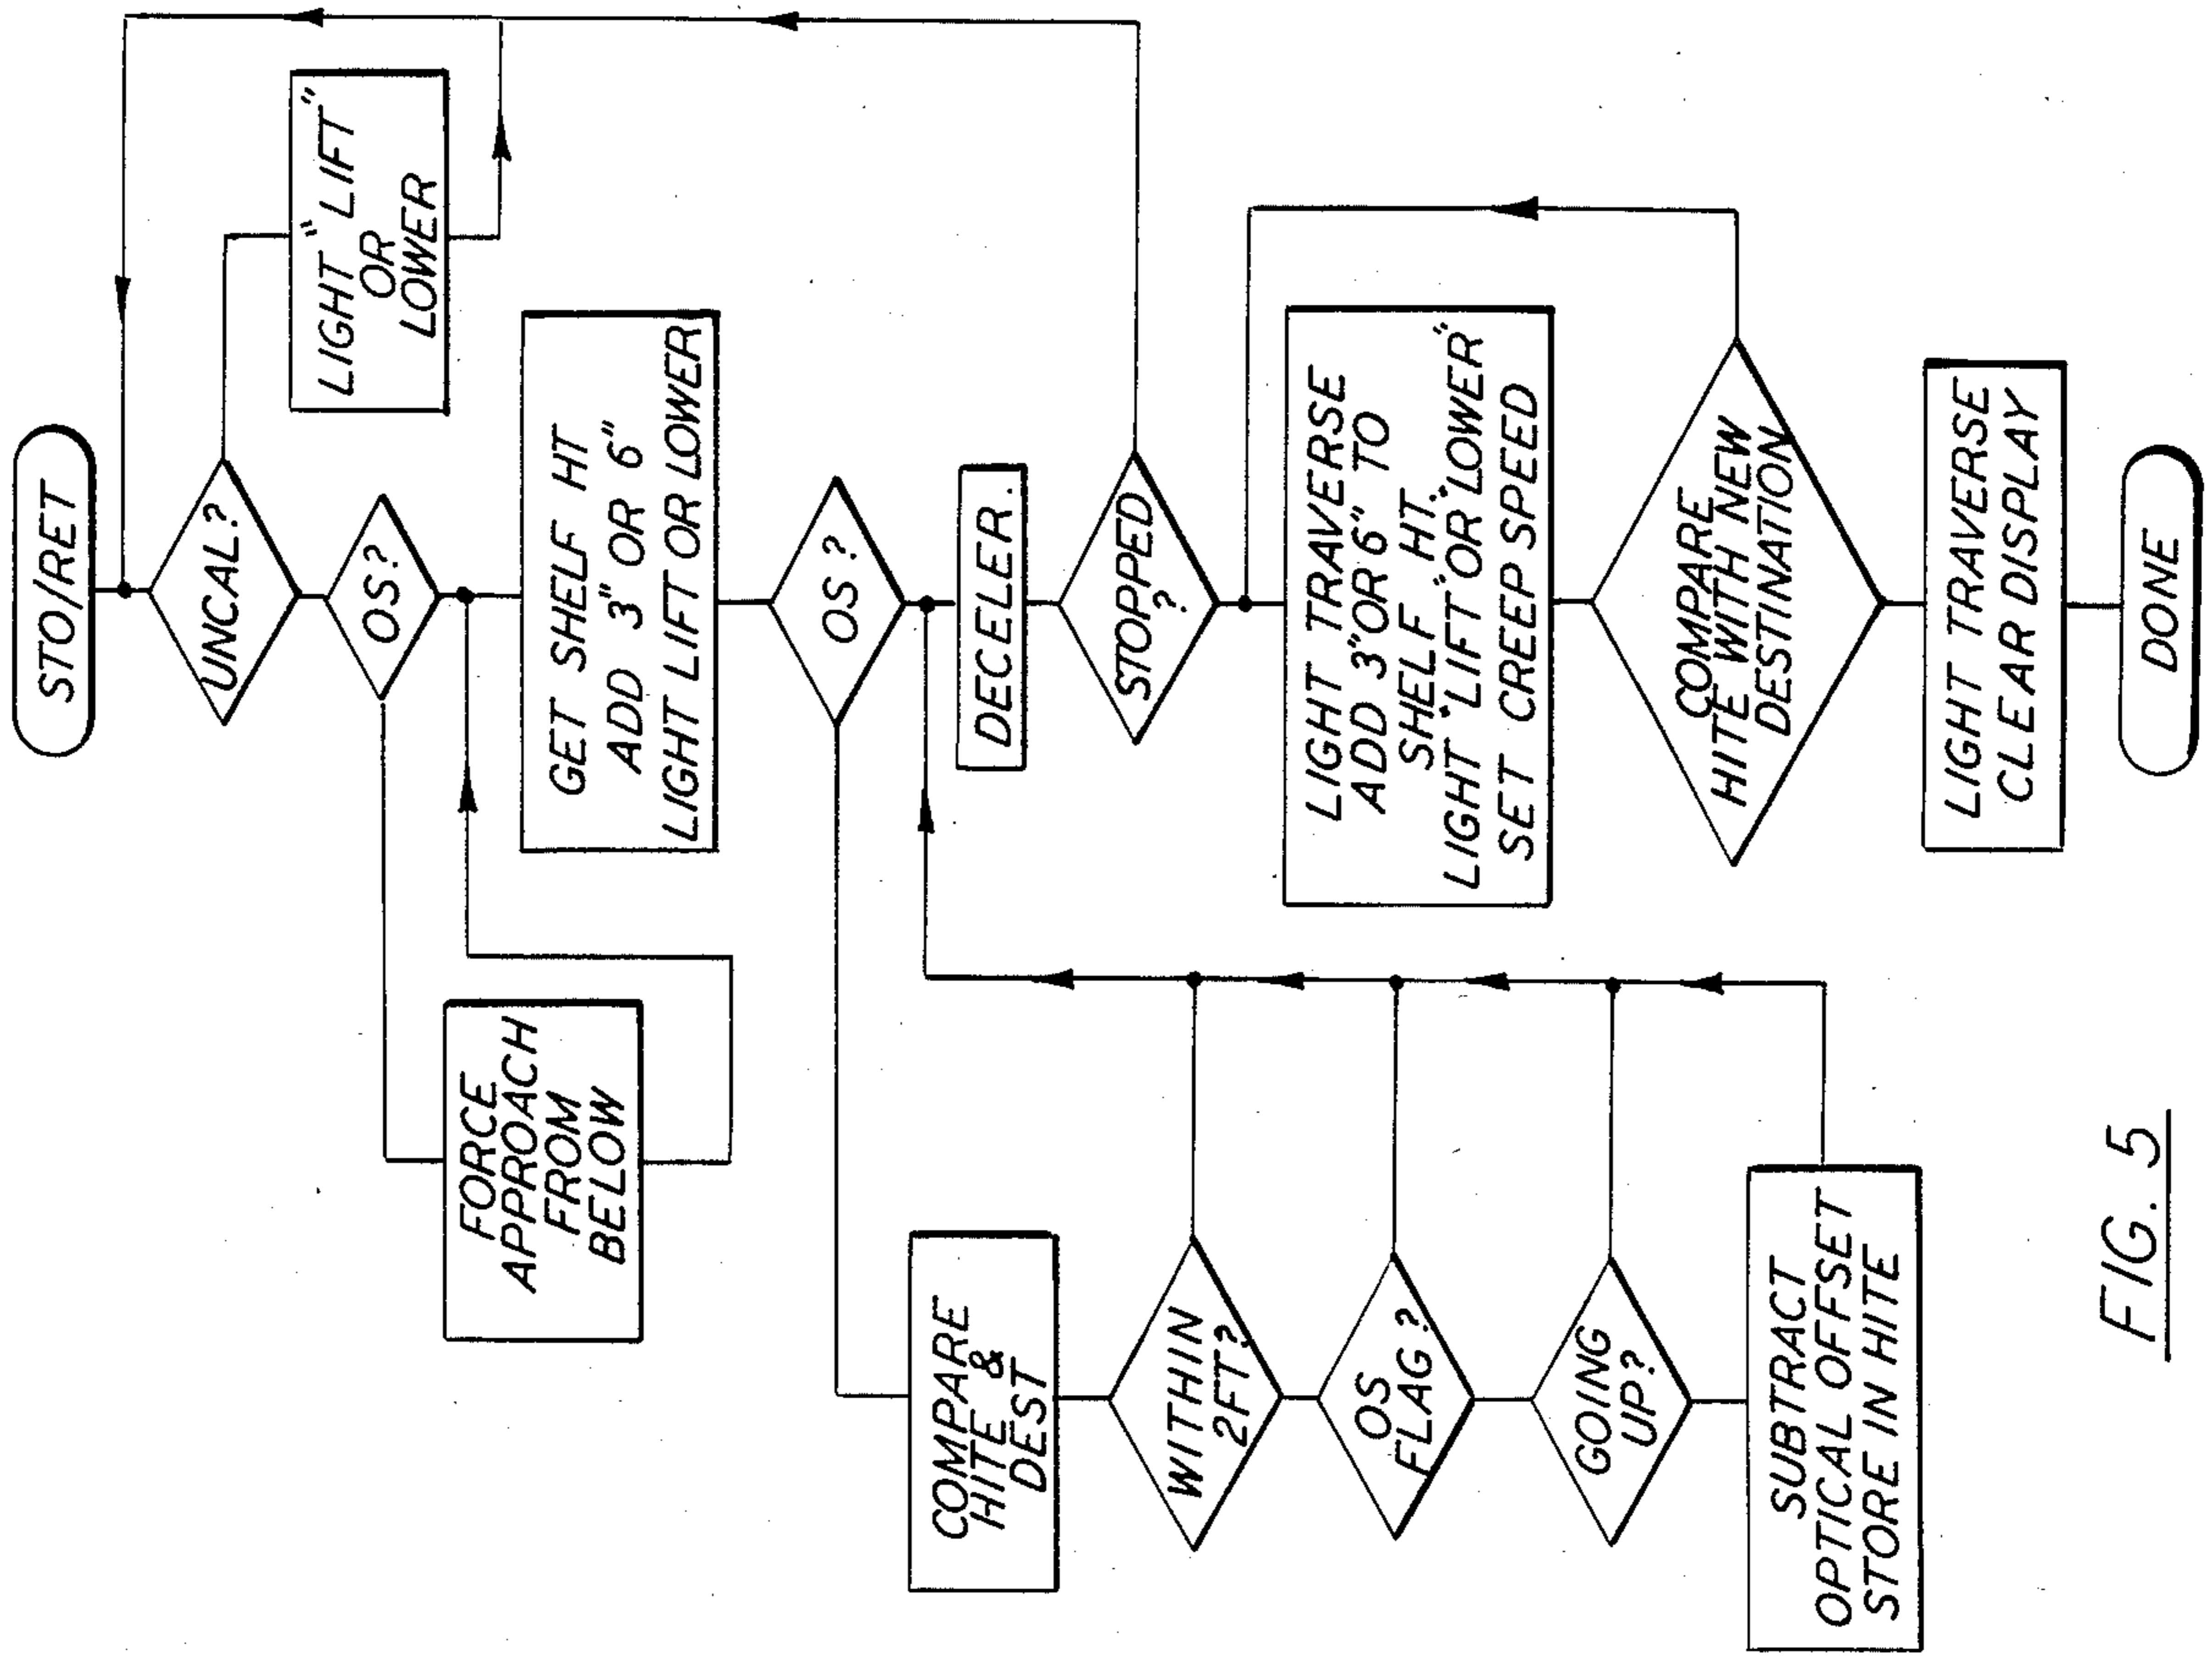 STO/RET
UNCAL?
LIGHT "LIFT"
OR
LOWER
OS?
FORCE
APPROACH
FROM
BELOW
GET SHELF HT
ADD 3" OR 6"
LIGHT LIFT OR LOWER
OS?
COMPARE
HITE &
DEST
WITHIN
2FT?
OS
FLAG?
GOING
UP?
SUBTRACT
OPTICAL OFFSET
STORE IN HITE
DECELER.
STOPPED
?
LIGHT TRAVERSE
ADD 3" OR 6" TO
SHELF HT.
LIGHT "LIFT" OR "LOWER"
SET CREEP SPEED
COMPARE
HITE WITH NEW
DESTINATION
LIGHT TRAVERSE
CLEAR DISPLAY
DONE
FIG. 5